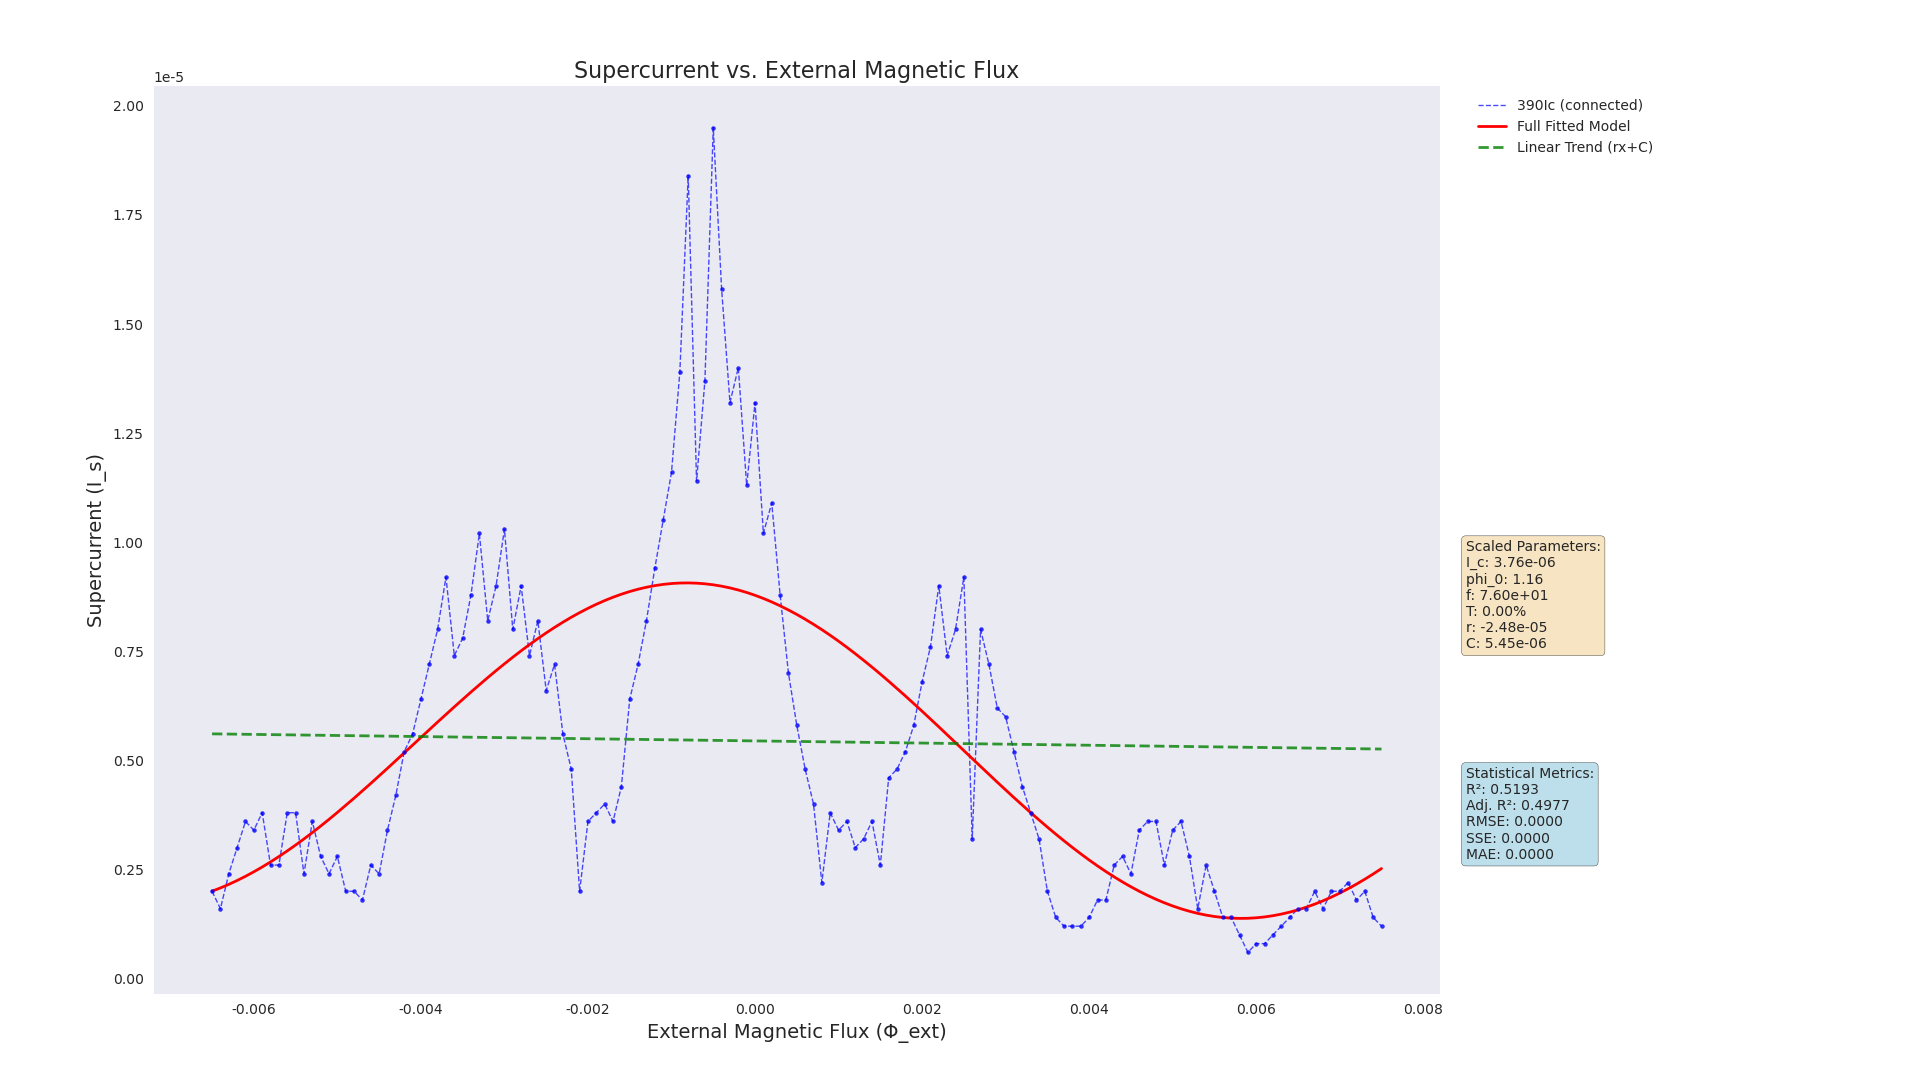 Supercurrent vs. External Magnetic Flux
1e-5
2.00
1.75
1.50
1.25
1.00
0.75
0.50
0.25
0.00
Supercurrent (I_s)
-0.006
-0.004
-0.002
0.000
0.002
0.004
0.006
0.008
External Magnetic Flux (Φ_ext)
390Ic (connected)
Full Fitted Model
Linear Trend (rx+C)
Scaled Parameters:
I_c: 3.76e-06
phi_0: 1.16
f: 7.60e+01
T: 0.00%
r: -2.48e-05
C: 5.45e-06
Statistical Metrics:
R²: 0.5193
Adj. R²: 0.4977
RMSE: 0.0000
SSE: 0.0000
MAE: 0.0000